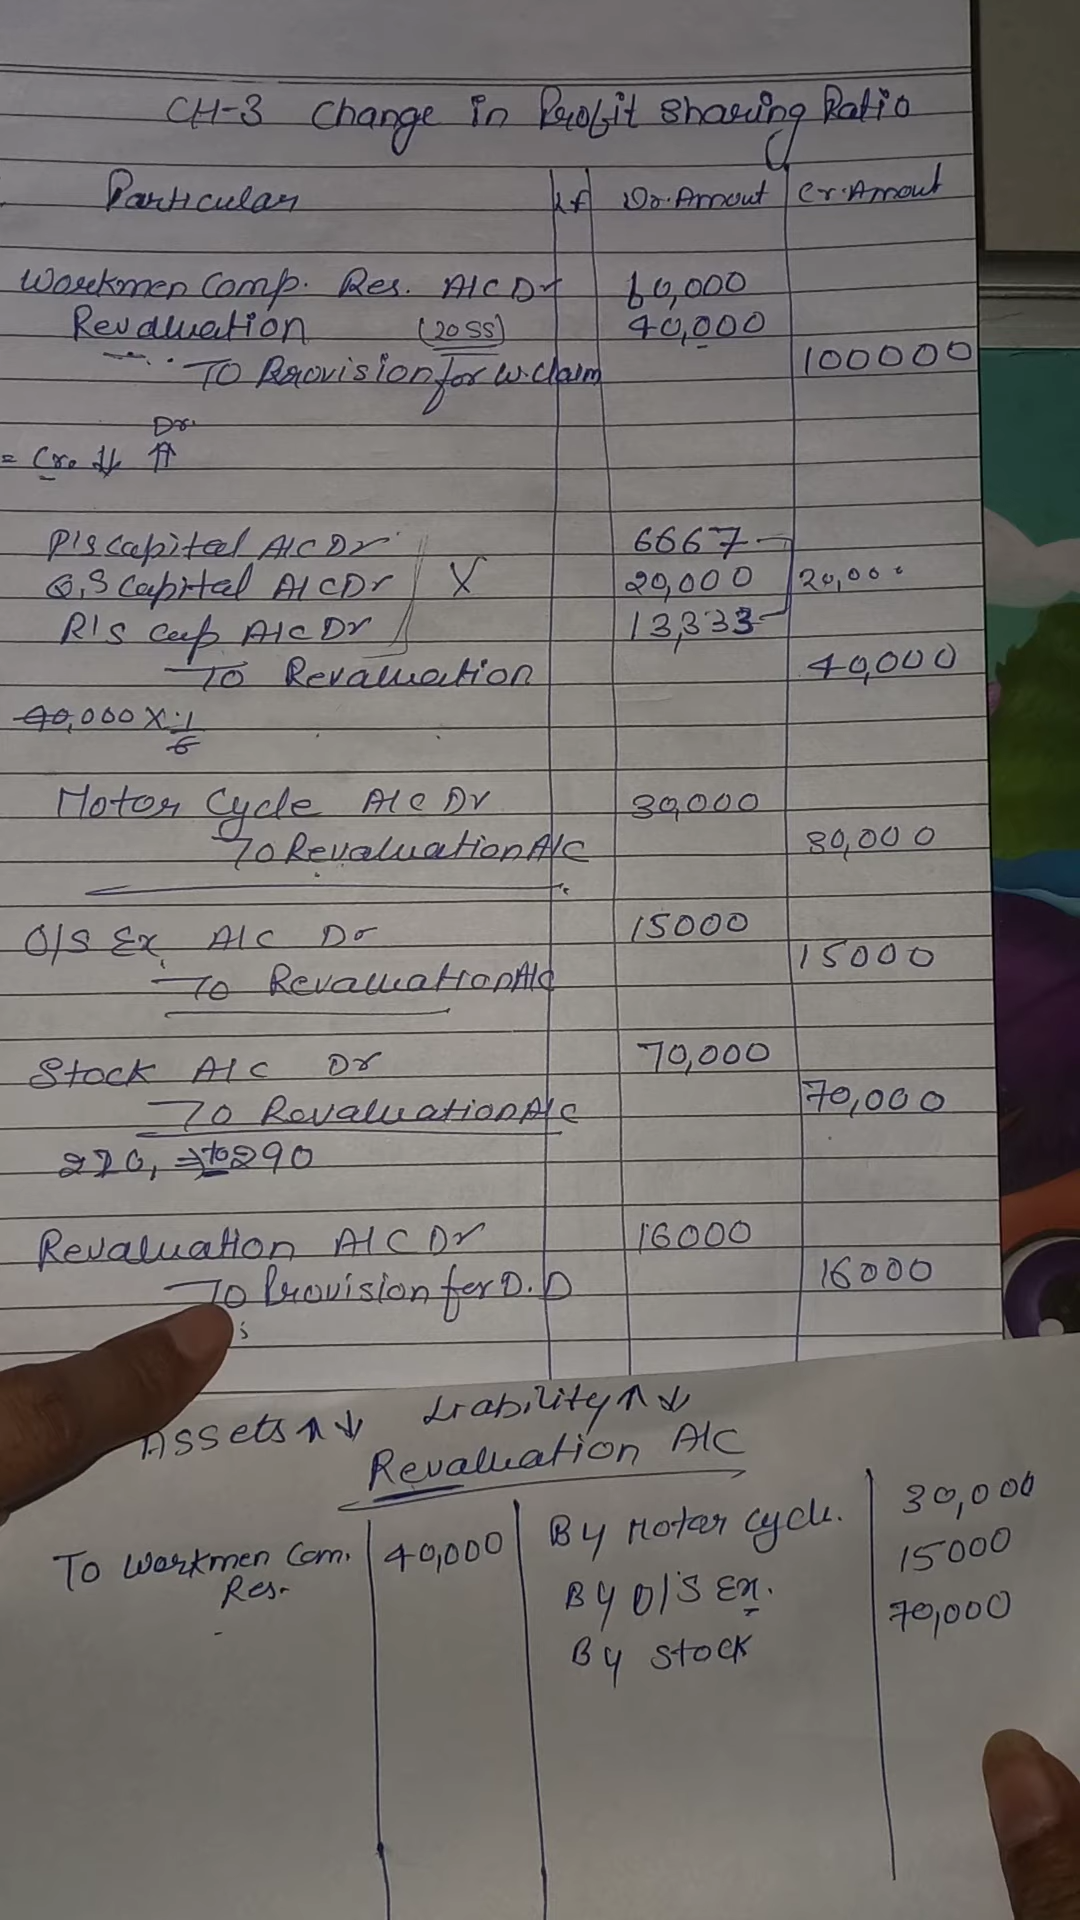 CH-3 Change in Profit Sharing Ratio
Particular Lf Dr. Amout Cr. Amout
Workmen Comp. Res. A/C Dr 60,000
Revaluation (Loss) 40,000
To Provision for W. Claim 100000
Dr.
= Cr. ↓↓ ⇑
P's Capital A/C Dr 6667
Q,S Capital A/C Dr X 20,000 20,000
R's Cap A/C Dr 13,333
To Revaluation 40,000
40,000 × 1/6
Motor Cycle A/C Dr 30,000
To Revaluation A/C 30,000
O/S Ex. A/C Dr 15000
To Revaluation A/C 15000
Stock A/C Dr 70,000
To Revaluation A/C 70,000
220, → to 290
Revaluation A/C Dr 16000
To Provision for D.D 16000
Assets ↑↓ Liability ↑↓
Revaluation A/C
To Workmen Com. Res- 40,000 By Motor Cycle. 30,000
By O/S Ex. 15000
By Stock 70,000